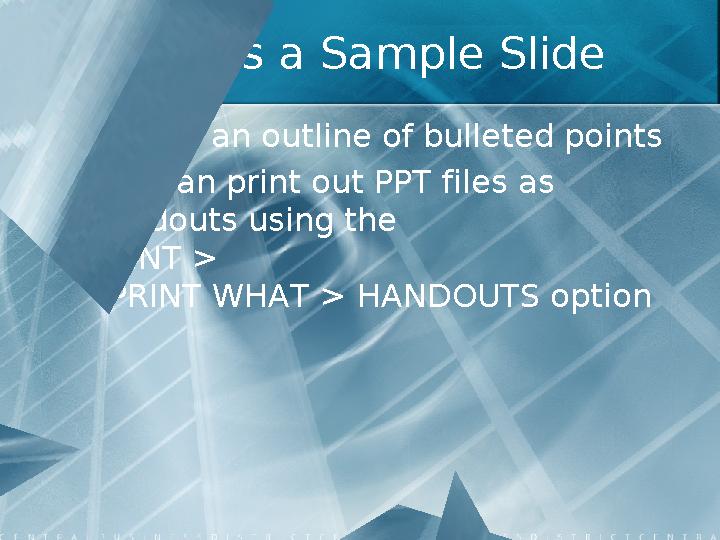 s a Sample Slide
an outline of bulleted points
an print out PPT files as
douts using the
NT >
PRINT WHAT > HANDOUTS option